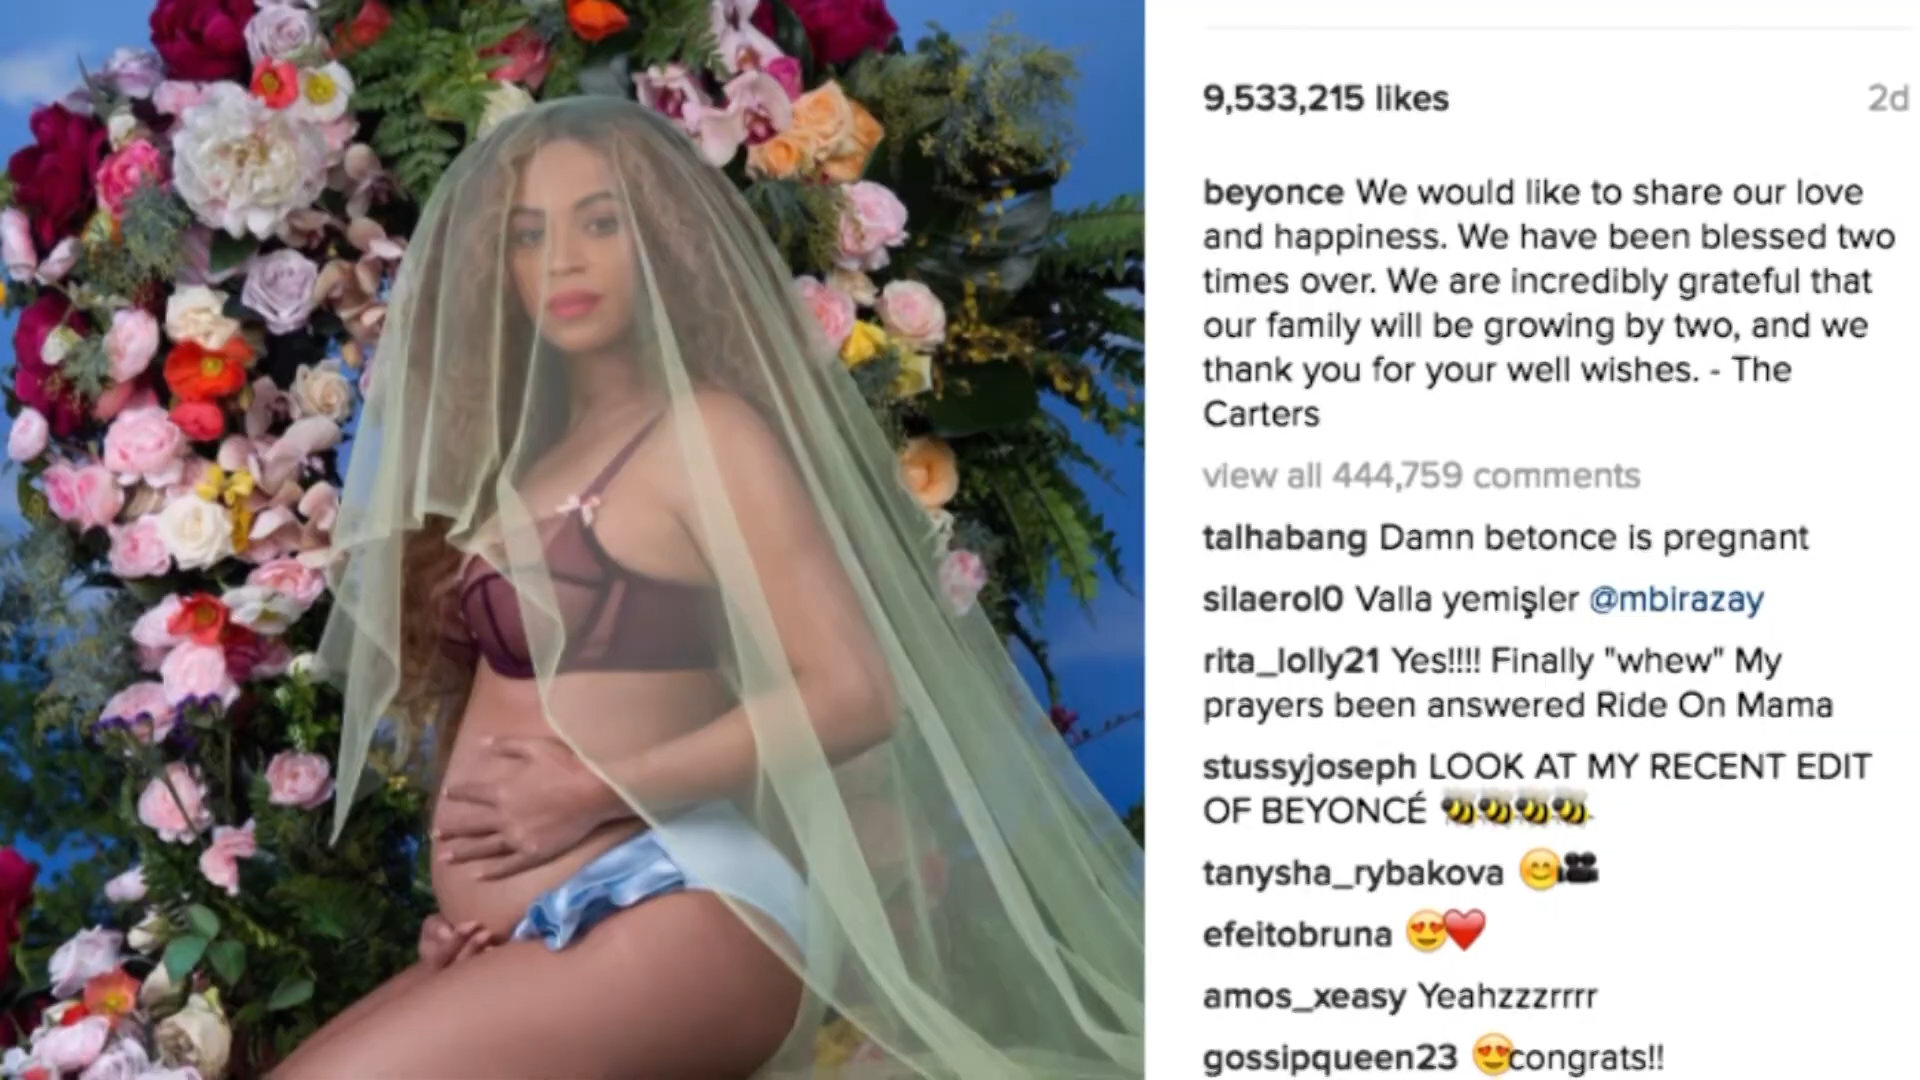 9,533,215 likes 2d
beyonce We would like to share our love
and happiness. We have been blessed two
times over. We are incredibly grateful that
our family will be growing by two, and we
thank you for your well wishes. - The
Carters
view all 444,759 comments
talhabang Damn betonce is pregnant
silaerol0 Valla yemişler @mbirazay
rita_lolly21 Yes!!!! Finally "whew" My
prayers been answered Ride On Mama
stussyjoseph LOOK AT MY RECENT EDIT
OF BEYONCÉ 🐝🐝🐝🐝
tanysha_rybakova 😊🎥
efeitobruna 😍❤️
amos_xeasy Yeahzzzrrrr
gossipqueen23 😍congrats!!